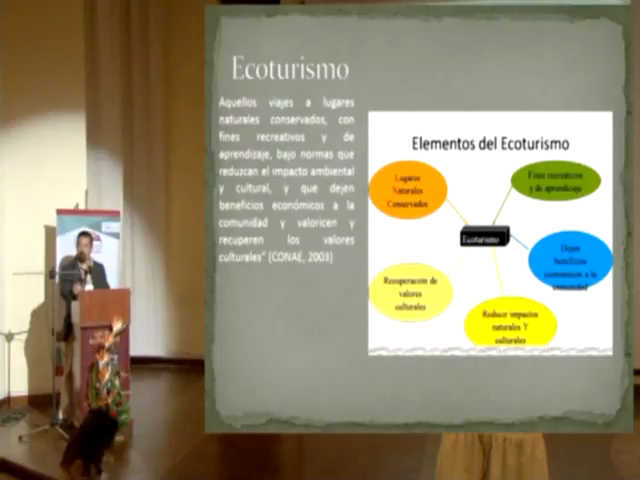 Ecoturismo
Aquellos viajes a lugares
naturales conservados, con
fines recreativos y de
aprendizaje, bajo normas que
reduzcan el impacto ambiental
y cultural, y que dejen
beneficios económicos a la
comunidad y valoricen y
recuperen los valores
culturales" (CONAE, 2003)
Elementos del Ecoturismo
Lugares
Naturales
Conservados
Fines recreativos
y de aprendizaje
Ecoturismo
Dejan
beneficios
económicos a la
comunidad
Recuperación de
valores
culturales
Reducir impactos
naturales Y
culturales